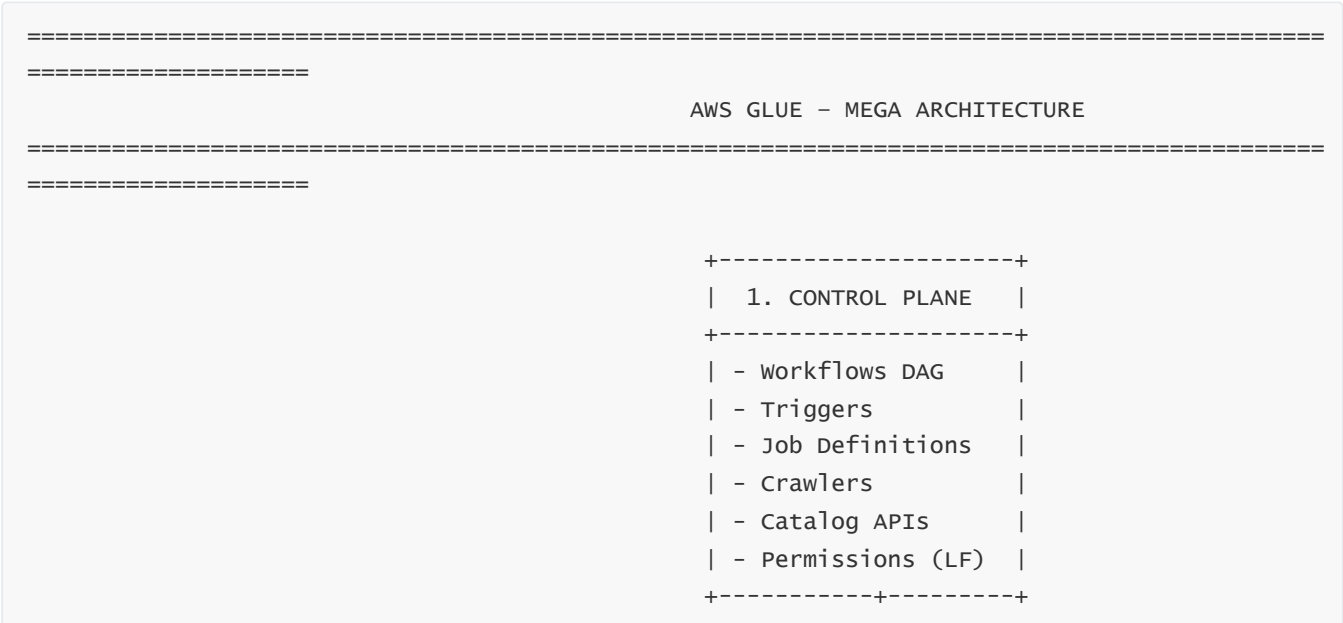 ============================================================================================
====================
AWS GLUE – MEGA ARCHITECTURE
============================================================================================
====================
+---------------------+
|  1. CONTROL PLANE   |
+---------------------+
| - Workflows DAG     |
| - Triggers          |
| - Job Definitions   |
| - Crawlers          |
| - Catalog APIs      |
| - Permissions (LF)  |
+-----------+---------+